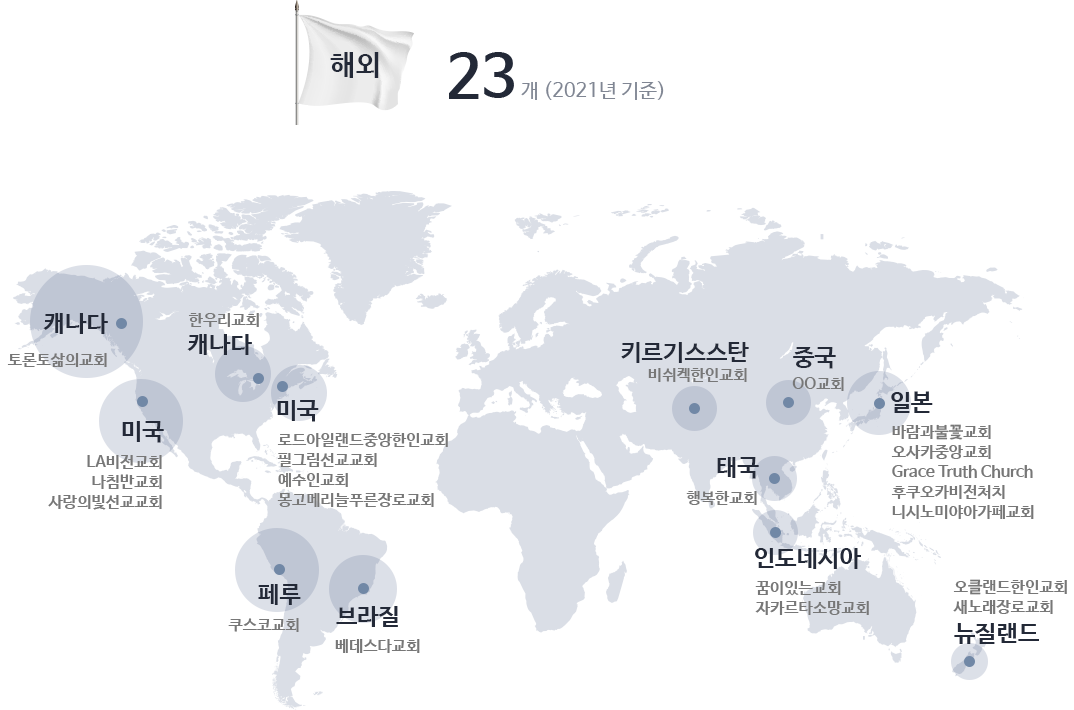 해외
23 개 (2021년 기준)
캐나다
토론토삶의교회
한우리교회
캐나다
미국
LA비전교회
나침반교회
사랑의빛선교교회
미국
로드아일랜드중앙한인교회
필그림선교교회
예수인교회
몽고메리늘푸른장로교회
페루
쿠스코교회
브라질
베데스다교회
키르기스스탄
비쉬켁한인교회
중국
OO교회
일본
바람과불꽃교회
오사카중앙교회
Grace Truth Church
후쿠오카비전처치
니시노미야아가페교회
태국
행복한교회
인도네시아
꿈이있는교회
자카르타소망교회
오클랜드한인교회
새노래장로교회
뉴질랜드